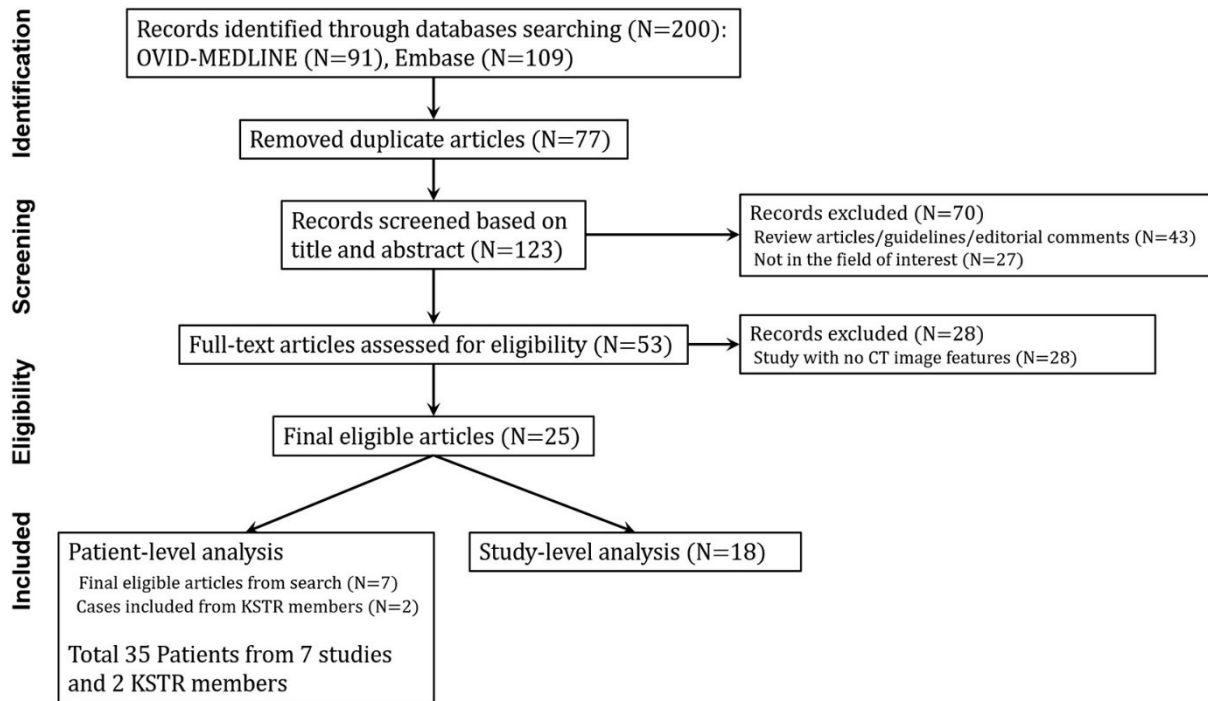 Identification
Records identified through databases searching (N=200):
OVID-MEDLINE (N=91), Embase (N=109)
Removed duplicate articles (N=77)
Screening
Records screened based on
title and abstract (N=123)
Records excluded (N=70)
Review articles/guidelines/editorial comments (N=43)
Not in the field of interest (N=27)
Eligibility
Full-text articles assessed for eligibility (N=53)
Records excluded (N=28)
Study with no CT image features (N=28)
Final eligible articles (N=25)
Included
Patient-level analysis
Final eligible articles from search (N=7)
Cases included from KSTR members (N=2)
Total 35 Patients from 7 studies
and 2 KSTR members
Study-level analysis (N=18)